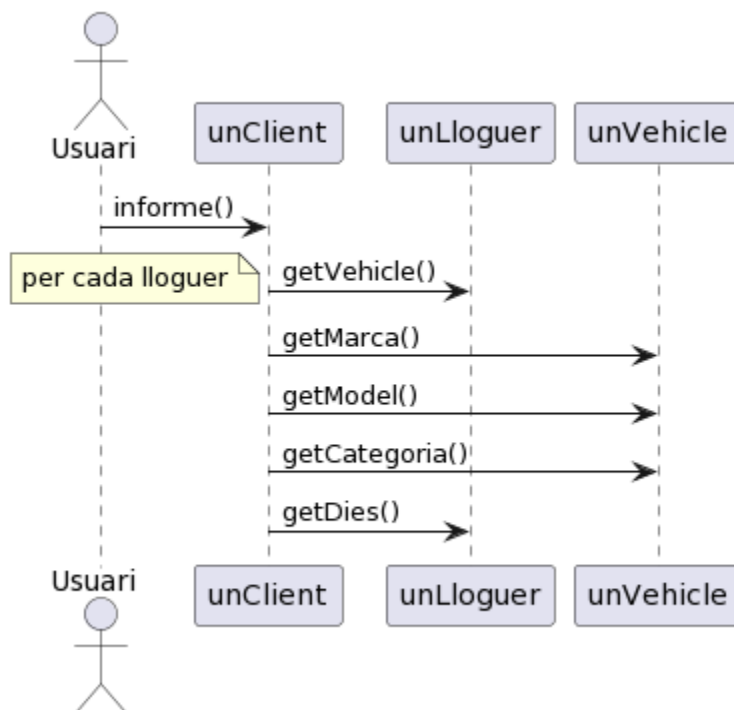 Usuari
unClient
unLloguer
unVehicle
informe()
per cada lloguer
getVehicle()
getMarca()
getModel()
getCategoria()
getDies()
Usuari
unClient
unLloguer
unVehicle